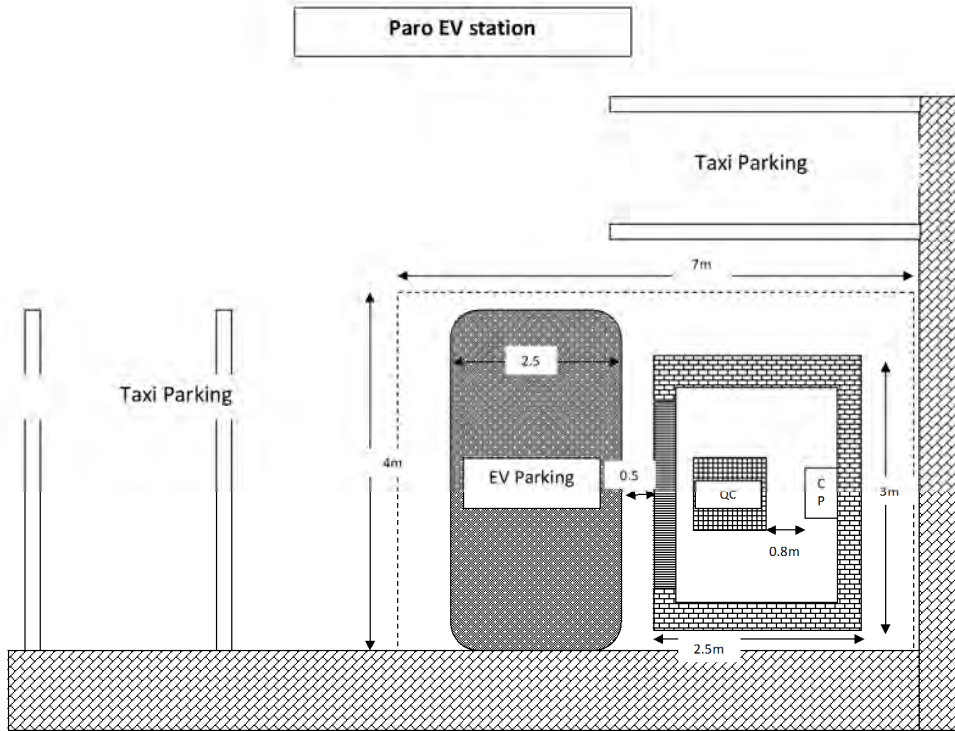 Paro EV station
Taxi Parking
7m
2.5
Taxi Parking
4m
EV Parking
0.5
QC
C
P
3m
0.8m
2.5m